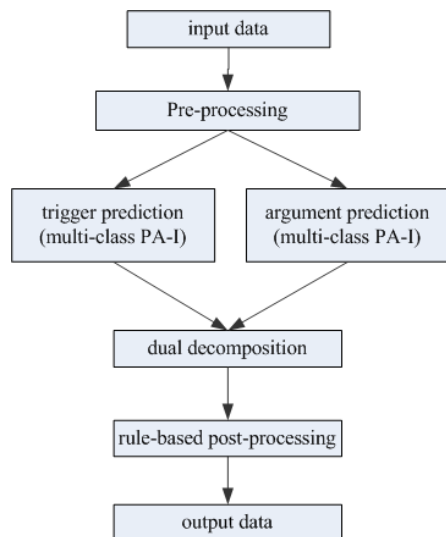 input data
Pre-processing
trigger prediction
(multi-class PA-I)
argument prediction
(multi-class PA-I)
dual decomposition
rule-based post-processing
output data